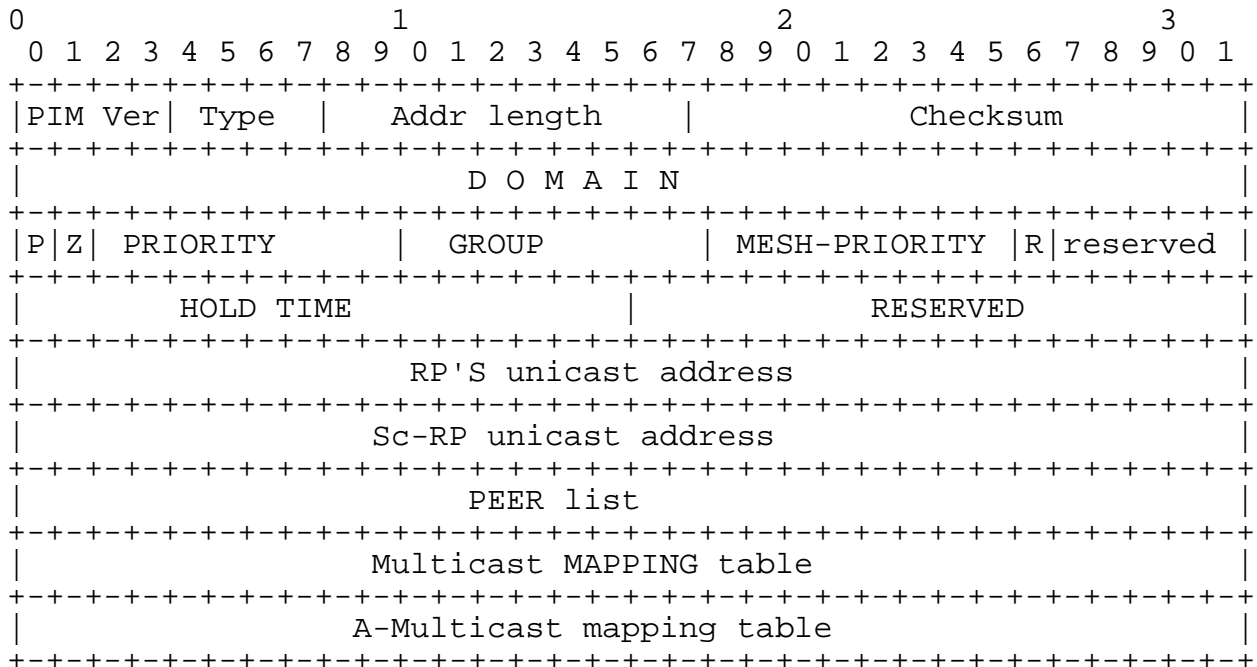 0                   1                   2                   3
 0 1 2 3 4 5 6 7 8 9 0 1 2 3 4 5 6 7 8 9 0 1 2 3 4 5 6 7 8 9 0 1
+-+-+-+-+-+-+-+-+-+-+-+-+-+-+-+-+-+-+-+-+-+-+-+-+-+-+-+-+-+-+-+-+
|PIM Ver| Type  |   Addr length    |           Checksum         |
+-+-+-+-+-+-+-+-+-+-+-+-+-+-+-+-+-+-+-+-+-+-+-+-+-+-+-+-+-+-+-+-+
|                       D O M A I N                             |
+-+-+-+-+-+-+-+-+-+-+-+-+-+-+-+-+-+-+-+-+-+-+-+-+-+-+-+-+-+-+-+-+
|P|Z| PRIORITY      |  GROUP        | MESH-PRIORITY |R|reserved |
+-+-+-+-+-+-+-+-+-+-+-+-+-+-+-+-+-+-+-+-+-+-+-+-+-+-+-+-+-+-+-+-+
|        HOLD TIME              |            RESERVED           |
+-+-+-+-+-+-+-+-+-+-+-+-+-+-+-+-+-+-+-+-+-+-+-+-+-+-+-+-+-+-+-+-+
|                    RP'S unicast address                       |
+-+-+-+-+-+-+-+-+-+-+-+-+-+-+-+-+-+-+-+-+-+-+-+-+-+-+-+-+-+-+-+-+
|                  Sc-RP unicast address                        |
+-+-+-+-+-+-+-+-+-+-+-+-+-+-+-+-+-+-+-+-+-+-+-+-+-+-+-+-+-+-+-+-+
|                       PEER list                               |
+-+-+-+-+-+-+-+-+-+-+-+-+-+-+-+-+-+-+-+-+-+-+-+-+-+-+-+-+-+-+-+-+
|                  Multicast MAPPING table                      |
+-+-+-+-+-+-+-+-+-+-+-+-+-+-+-+-+-+-+-+-+-+-+-+-+-+-+-+-+-+-+-+-+
|                 A-Multicast mapping table                     |
+-+-+-+-+-+-+-+-+-+-+-+-+-+-+-+-+-+-+-+-+-+-+-+-+-+-+-+-+-+-+-+-+